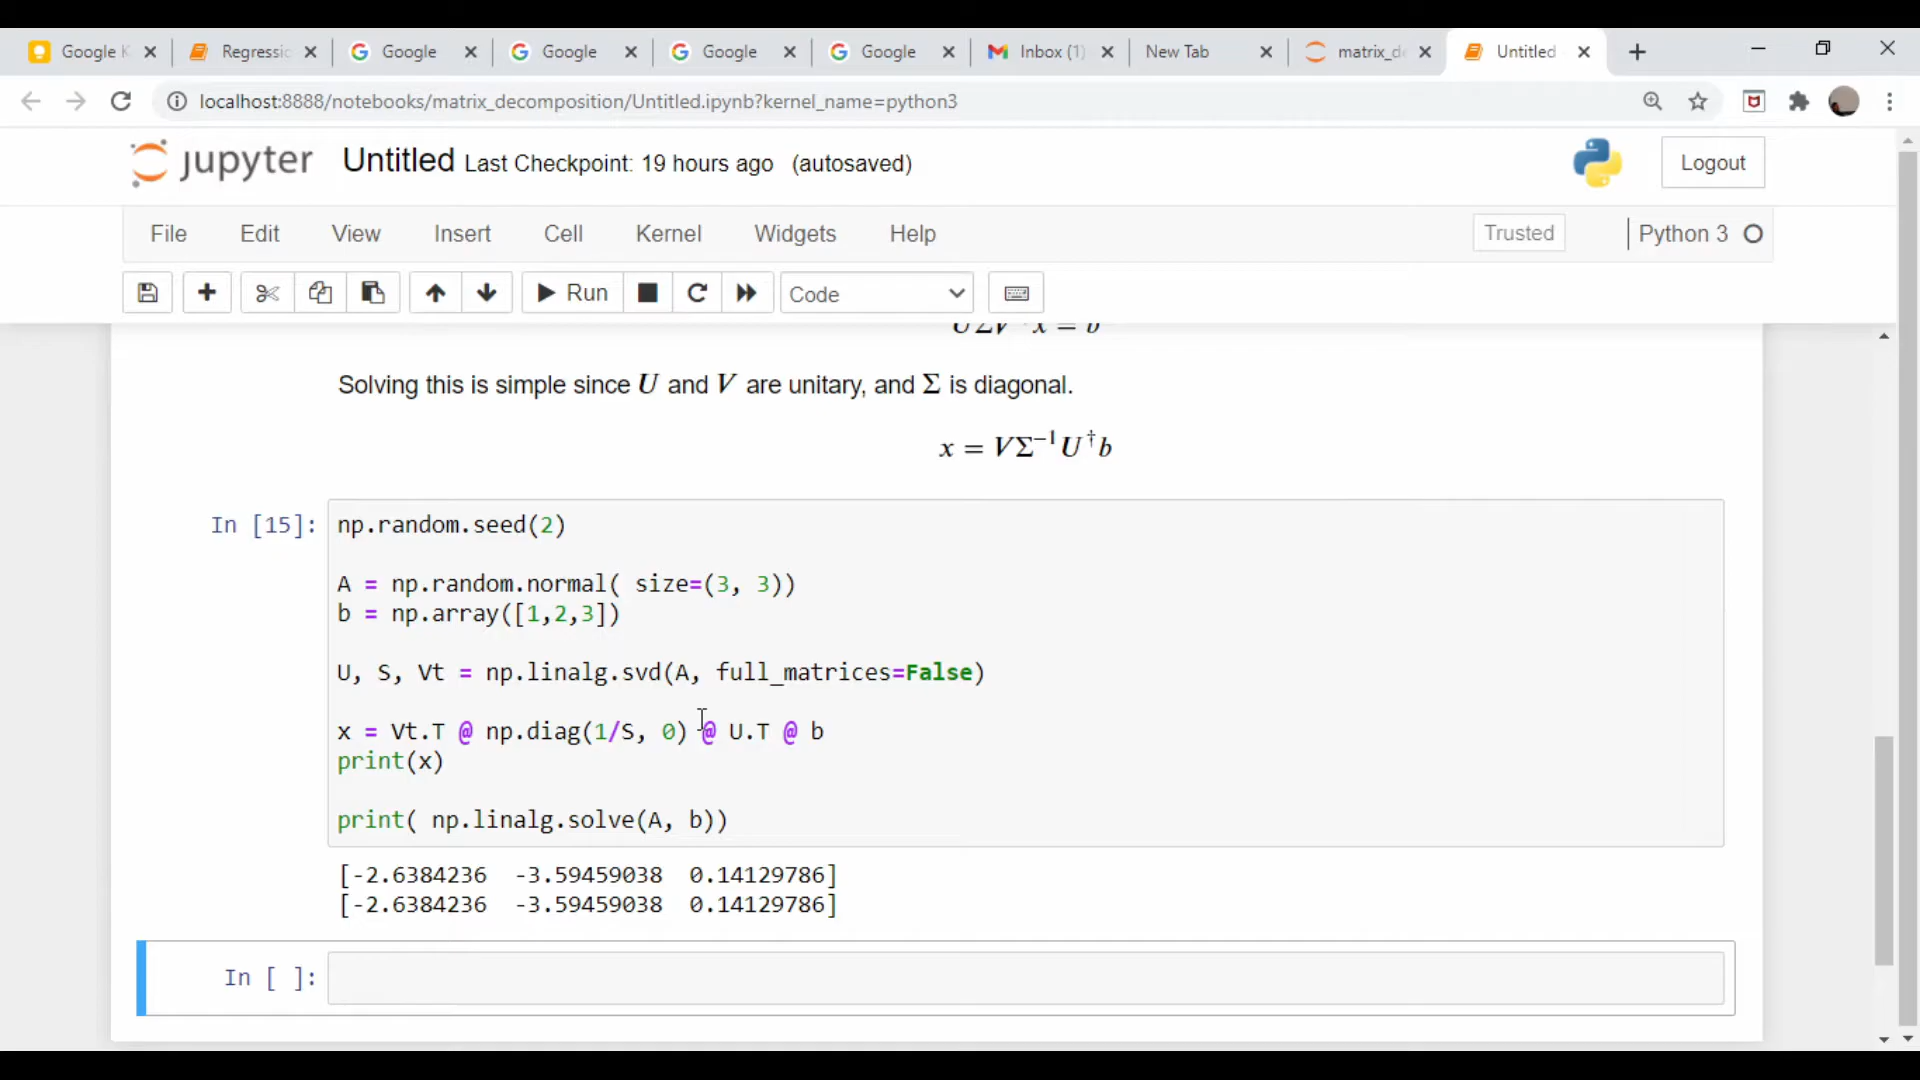 Google K
Regressic
Google
Google
Google
Google
Inbox (1)
New Tab
matrix_de
Untitled
localhost:8888/notebooks/matrix_decomposition/Untitled.ipynb?kernel_name=python3
jupyter Untitled Last Checkpoint: 19 hours ago (autosaved)
Logout
File Edit View Insert Cell Kernel Widgets Help
Trusted
Python 3
Run
Code
Solving this is simple since U and V are unitary, and Σ is diagonal.
x = VΣ⁻¹U†b
In [15]:
np.random.seed(2)
A = np.random.normal( size=(3, 3))
b = np.array([1,2,3])
U, S, Vt = np.linalg.svd(A, full_matrices=False)
x = Vt.T @ np.diag(1/S, 0) @ U.T @ b
print(x)
print( np.linalg.solve(A, b))
[-2.6384236  -3.59459038  0.14129786]
[-2.6384236  -3.59459038  0.14129786]
In [ ]: